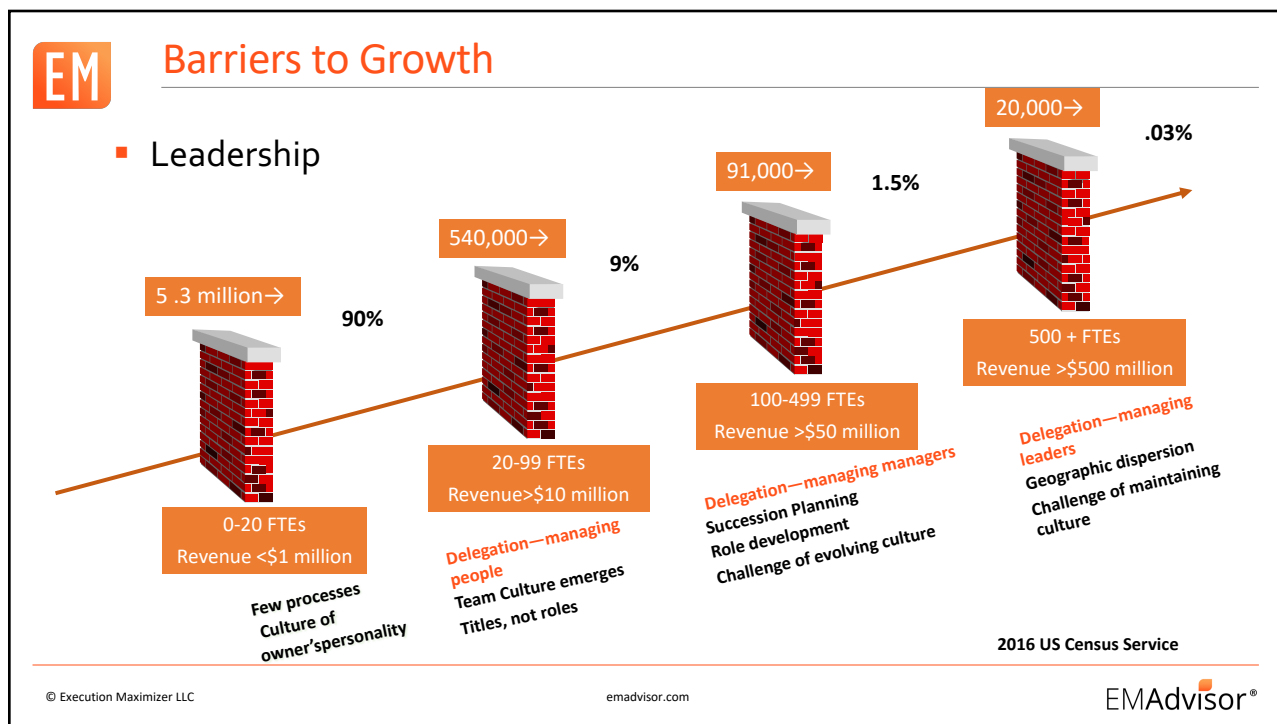 EM
Barriers to Growth
▪ Leadership
5 .3 million→
90%
540,000→
9%
91,000→
1.5%
20,000→
.03%
0-20 FTEs
Revenue <$1 million
Few processes
Culture of
owner'spersonality
20-99 FTEs
Revenue>$10 million
Delegation—managing
people
Team Culture emerges
Titles, not roles
100-499 FTEs
Revenue >$50 million
Delegation—managing managers
Succession Planning
Role development
Challenge of evolving culture
500 + FTEs
Revenue >$500 million
Delegation—managing
leaders
Geographic dispersion
Challenge of maintaining
culture
2016 US Census Service
© Execution Maximizer LLC
emadvisor.com
EMAdvisor®